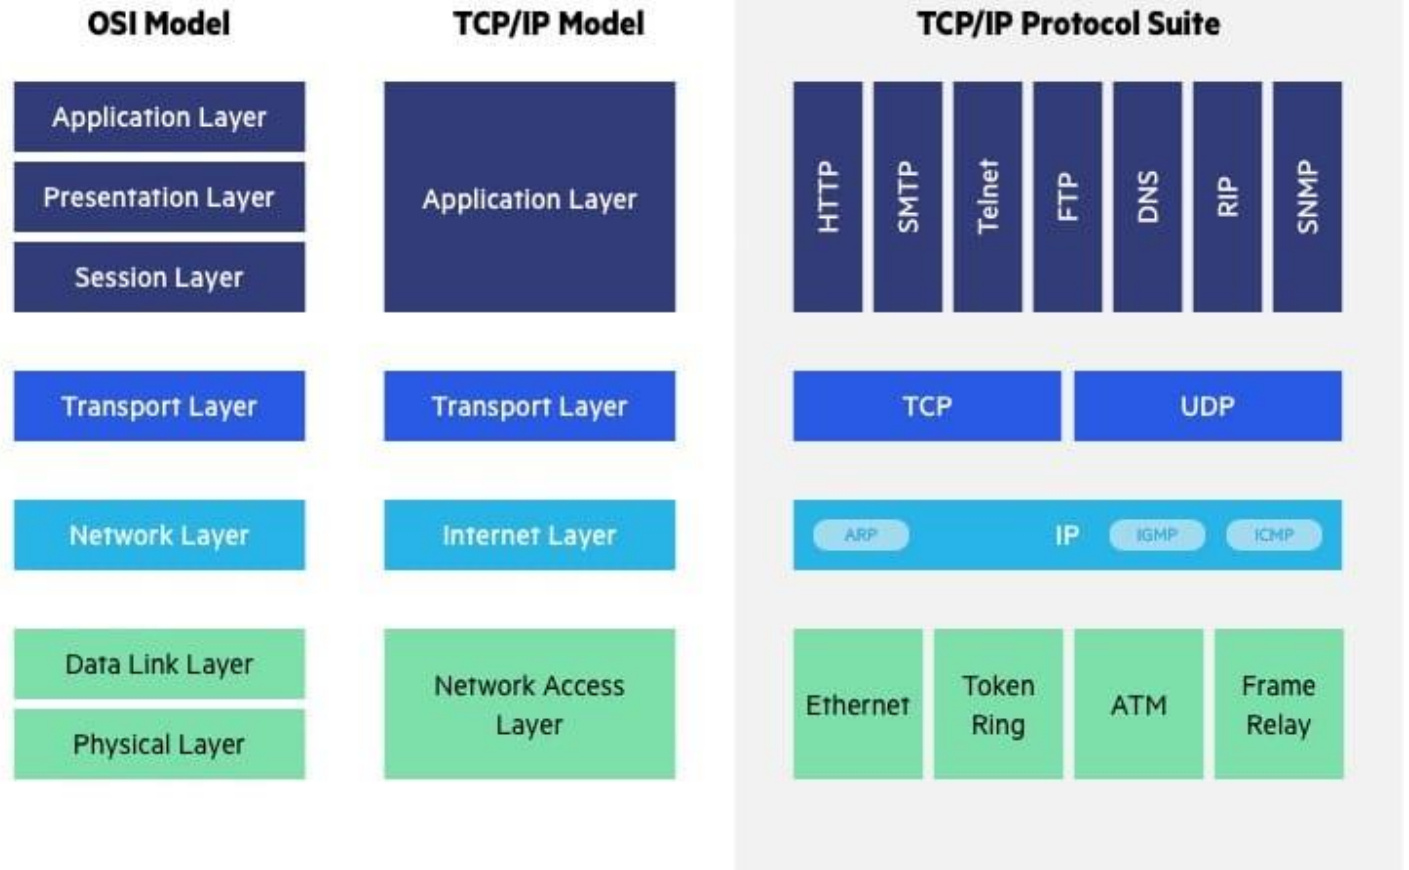 OSI Model
TCP/IP Model
TCP/IP Protocol Suite
Application Layer
Presentation Layer
Session Layer
Application Layer
HTTP
SMTP
Telnet
FTP
DNS
RIP
SNMP
Transport Layer
Transport Layer
TCP
UDP
Network Layer
Internet Layer
ARP
IP
IGMP
ICMP
Data Link Layer
Physical Layer
Network Access
Layer
Ethernet
Token
Ring
ATM
Frame
Relay